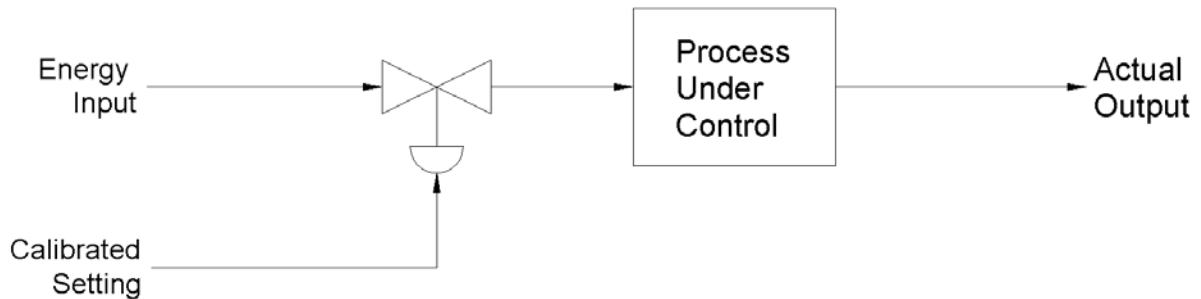 Energy
Input
Process
Under
Control
Actual
Output
Calibrated
Setting